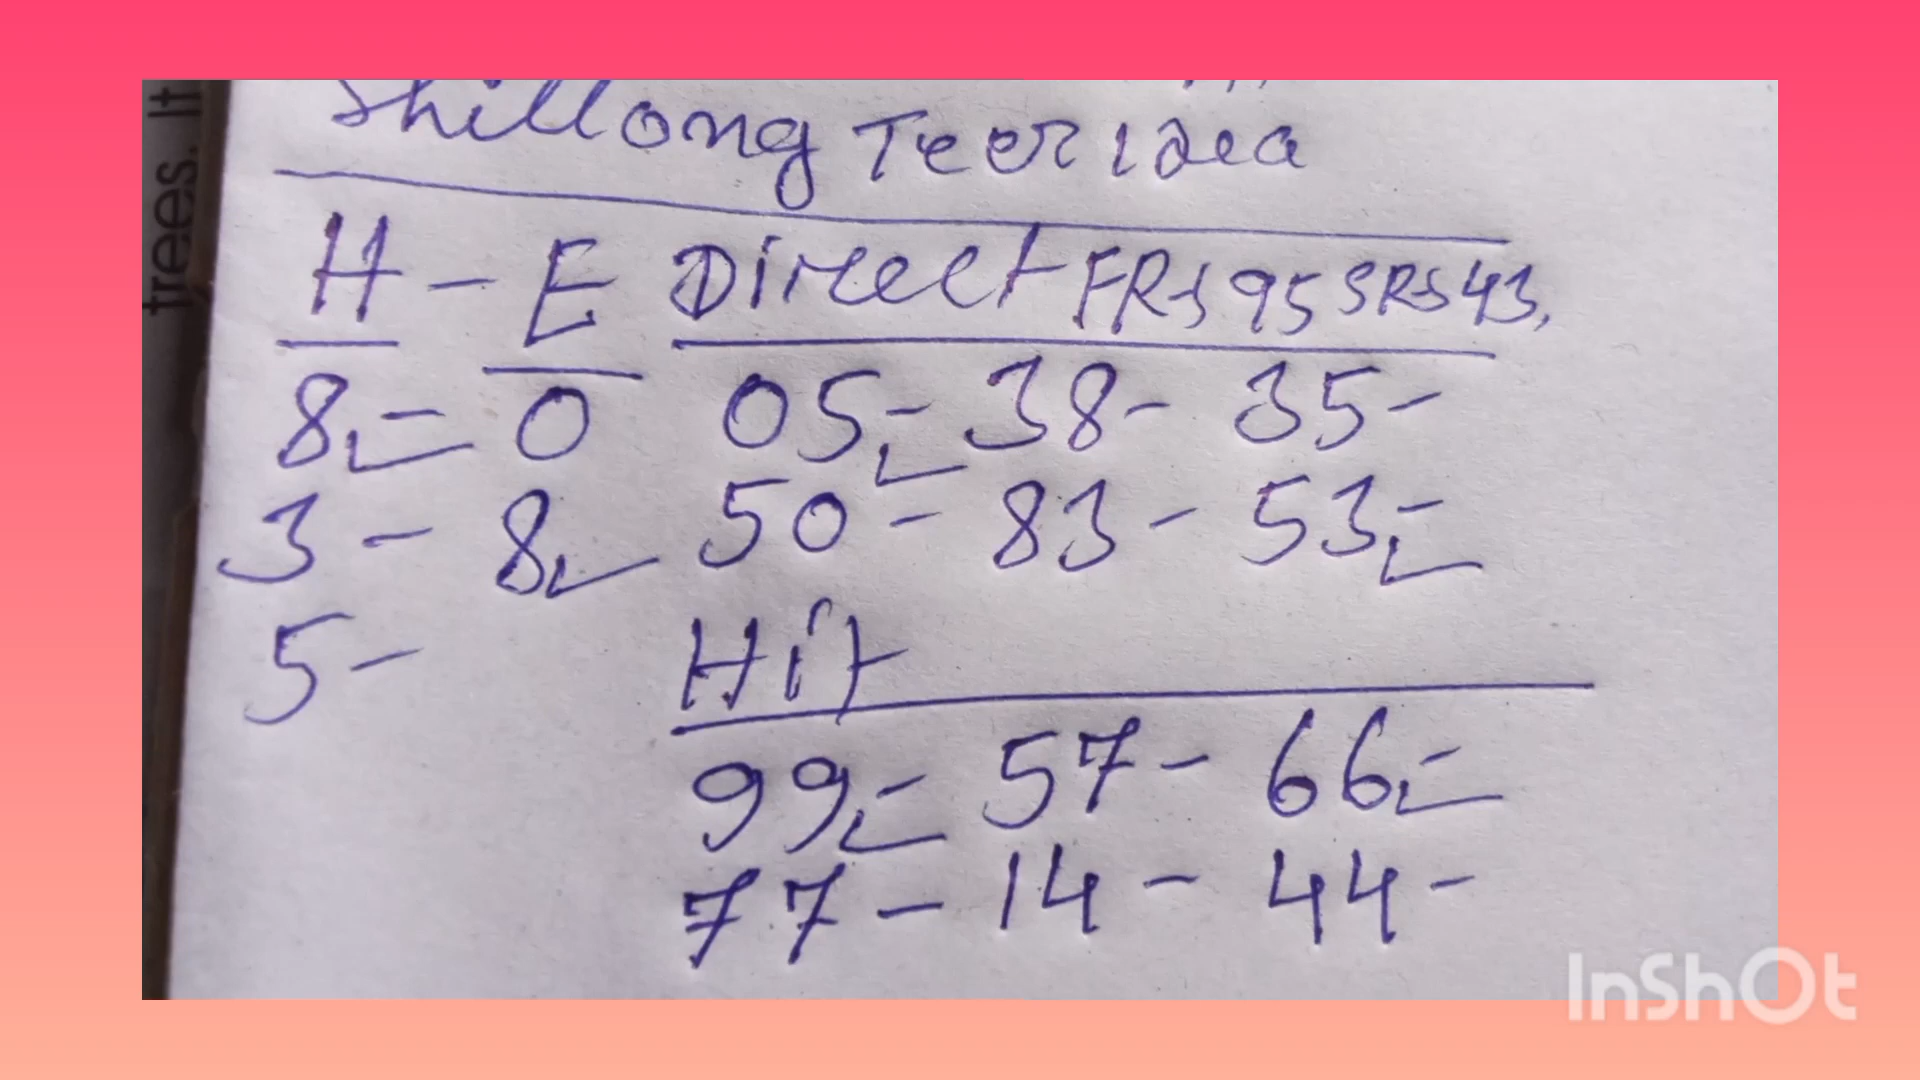 Shillong Teer idea
H - E Direct FR→95 SR→43,
8 - 0 05 - 38 - 35 -
3 - 8 50 - 83 - 53 -
5 -
Hit
99 - 57 - 66 -
77 - 14 - 44 -
trees. It
InShOt